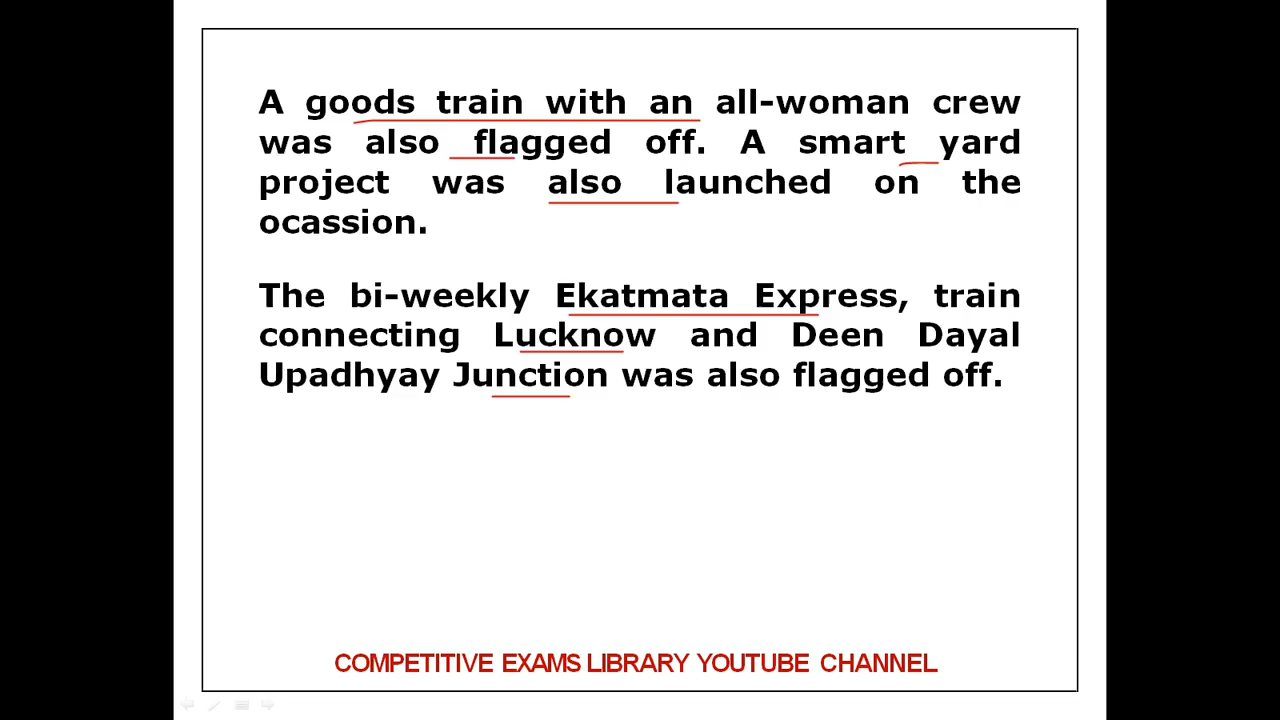 A goods train with an all-woman crew
was also flagged off. A smart yard
project was also launched on the
ocassion.
The bi-weekly Ekatmata Express, train
connecting Lucknow and Deen Dayal
Upadhyay Junction was also flagged off.
COMPETITIVE EXAMS LIBRARY YOUTUBE CHANNEL